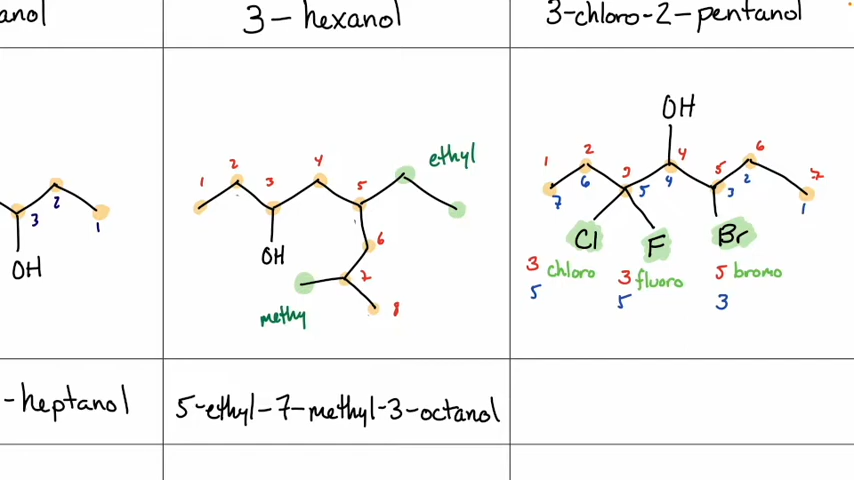 anol
3-hexanol
3-chloro-2-pentanol
3
2
1
OH
1
2
3
4
5
ethyl
OH
6
7
8
methy
OH
1
2
3
4
5
6
7
7
6
5
4
3
2
1
Cl
F
Br
3 chloro
5
3 fluoro
5
5 bromo
3
-heptanol
5-ethyl-7-methyl-3-octanol